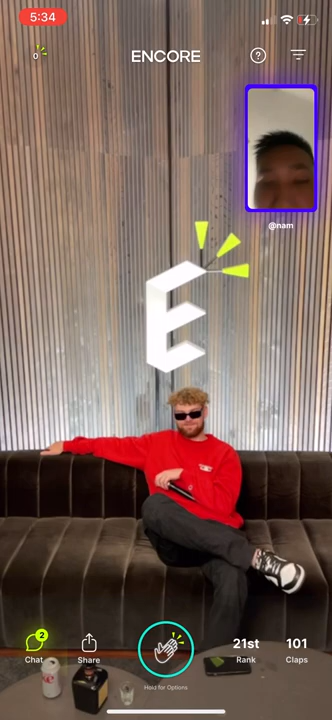 5:34
0
ENCORE
?
@nam
E
2
Chat
Share
Hold for Options
21st
Rank
101
Claps